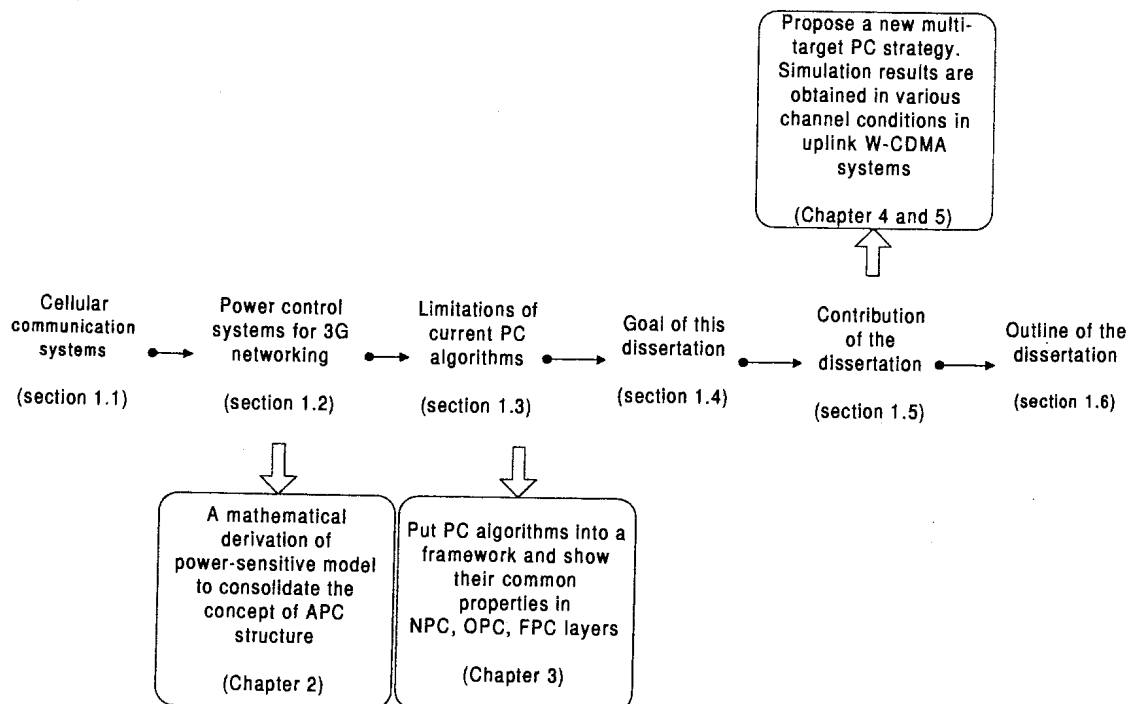 Propose a new multi-
target PC strategy.
Simulation results are
obtained in various
channel conditions in
uplink W-CDMA
systems
(Chapter 4 and 5)
Cellular
communication
systems
(section 1.1)
Power control
systems for 3G
networking
(section 1.2)
Limitations of
current PC
algorithms
(section 1.3)
Goal of this
dissertation
(section 1.4)
Contribution
of the
dissertation
(section 1.5)
Outline of the
dissertation
(section 1.6)
A mathematical
derivation of
power-sensitive model
to consolidate the
concept of APC
structure
(Chapter 2)
Put PC algorithms into a
framework and show
their common
properties in
NPC, OPC, FPC layers
(Chapter 3)